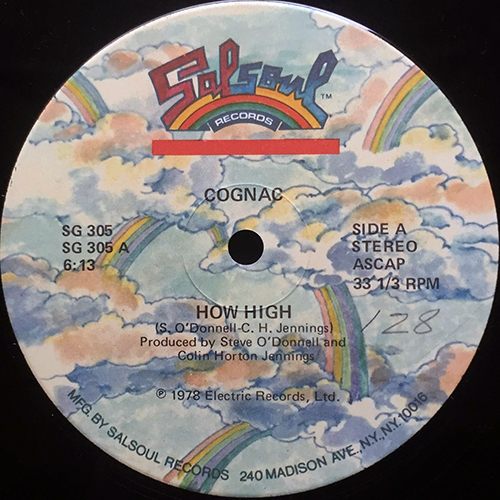 Salsoul TM
RECORDS
COGNAC
SG 305
SG 305 A
6:13
SIDE A
STEREO
ASCAP
33 1/3 RPM
HOW HIGH
(S. O'Donnell-C. H. Jennings)
Produced by Steve O'Donnell and
Colin Horton Jennings
128
℗ 1978 Electric Records, Ltd.
MFG. BY SALSOUL RECORDS 240 MADISON AVE., N.Y., N.Y. 10016